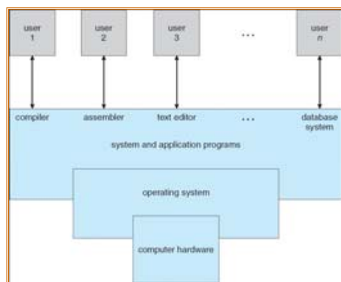 user 1
user 2
user 3
...
user n
compiler
assembler
text editor
...
database system
system and application programs
operating system
computer hardware